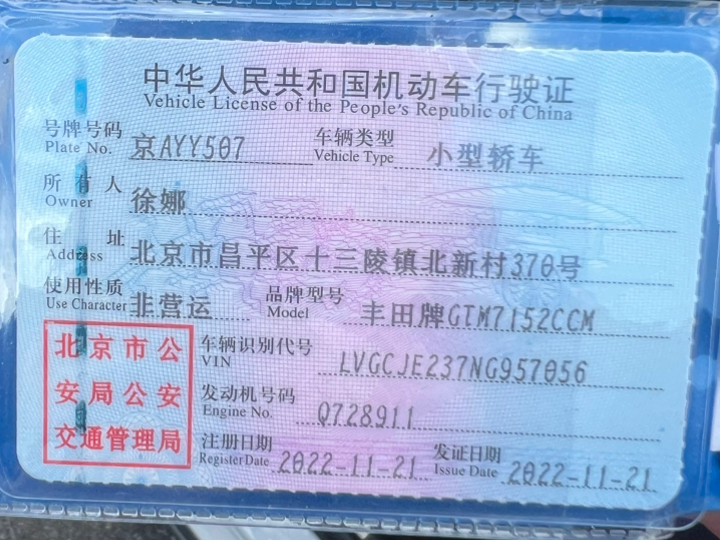 中华人民共和国机动车行驶证
Vehicle License of the People's Republic of China
号牌号码 京AYY507 车辆类型 小型轿车
Plate No. Vehicle Type
所有人 徐娜
Owner
住址 北京市昌平区十三陵镇北新村370号
Address
使用性质 非营运 品牌型号 丰田牌GTM7152CCM
Use Character Model
北京市公安局公安交通管理局
车辆识别代号 LVGCJE237NG957056
VIN
发动机号码 Q728911
Engine No.
注册日期 2022-11-21 发证日期 2022-11-21
Register Date Issue Date